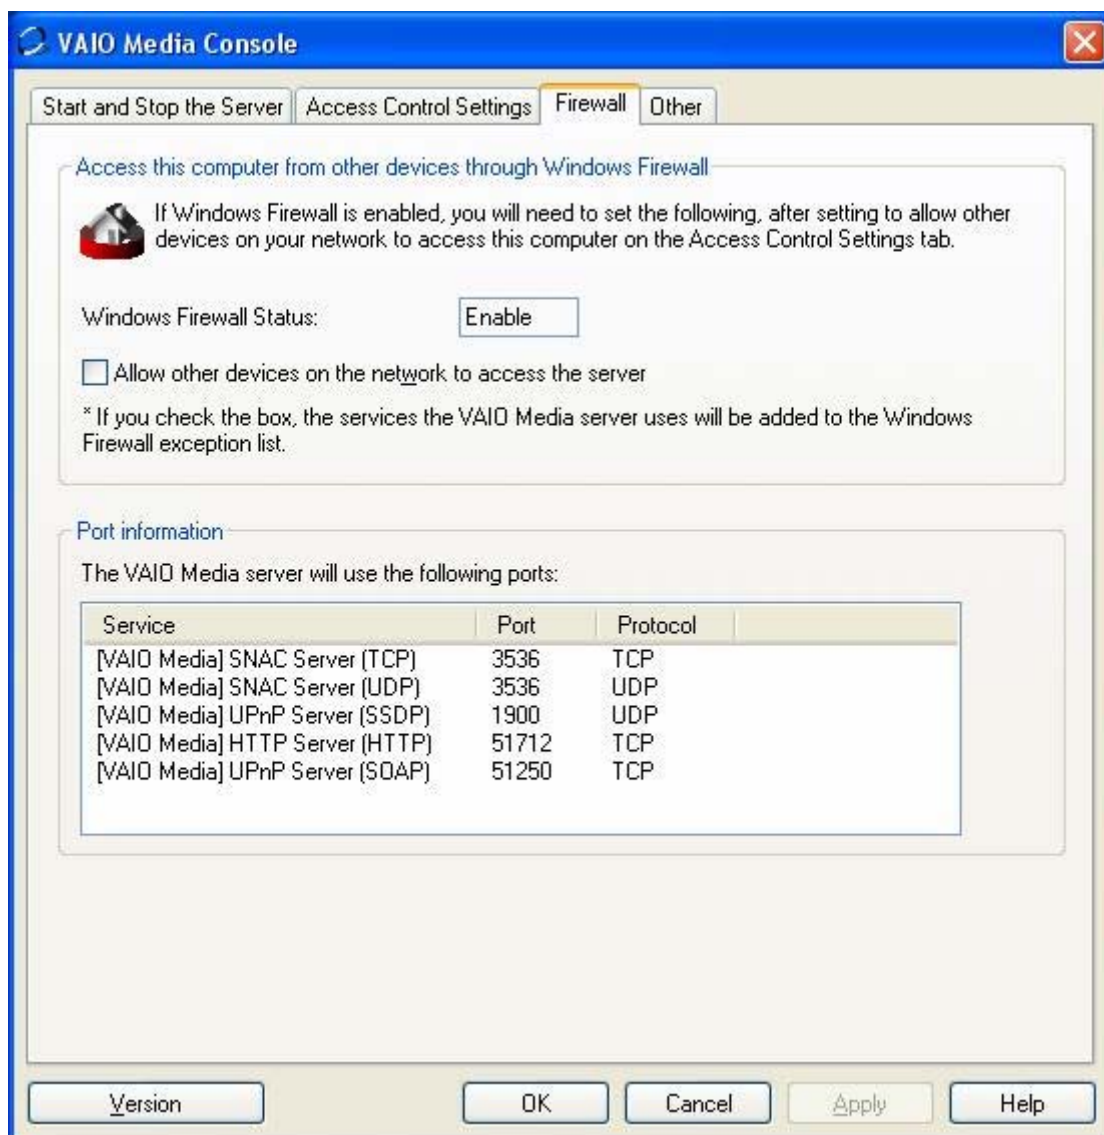 VAIO Media Console
Start and Stop the Server Access Control Settings Firewall Other
Access this computer from other devices through Windows Firewall
If Windows Firewall is enabled, you will need to set the following, after setting to allow other
devices on your network to access this computer on the Access Control Settings tab.
Windows Firewall Status: Enable
Allow other devices on the network to access the server
* If you check the box, the services the VAIO Media server uses will be added to the Windows
Firewall exception list.
Port information
The VAIO Media server will use the following ports:
Service Port Protocol
[VAIO Media] SNAC Server (TCP) 3536 TCP
[VAIO Media] SNAC Server (UDP) 3536 UDP
[VAIO Media] UPnP Server (SSDP) 1900 UDP
[VAIO Media] HTTP Server (HTTP) 51712 TCP
[VAIO Media] UPnP Server (SOAP) 51250 TCP
Version OK Cancel Apply Help